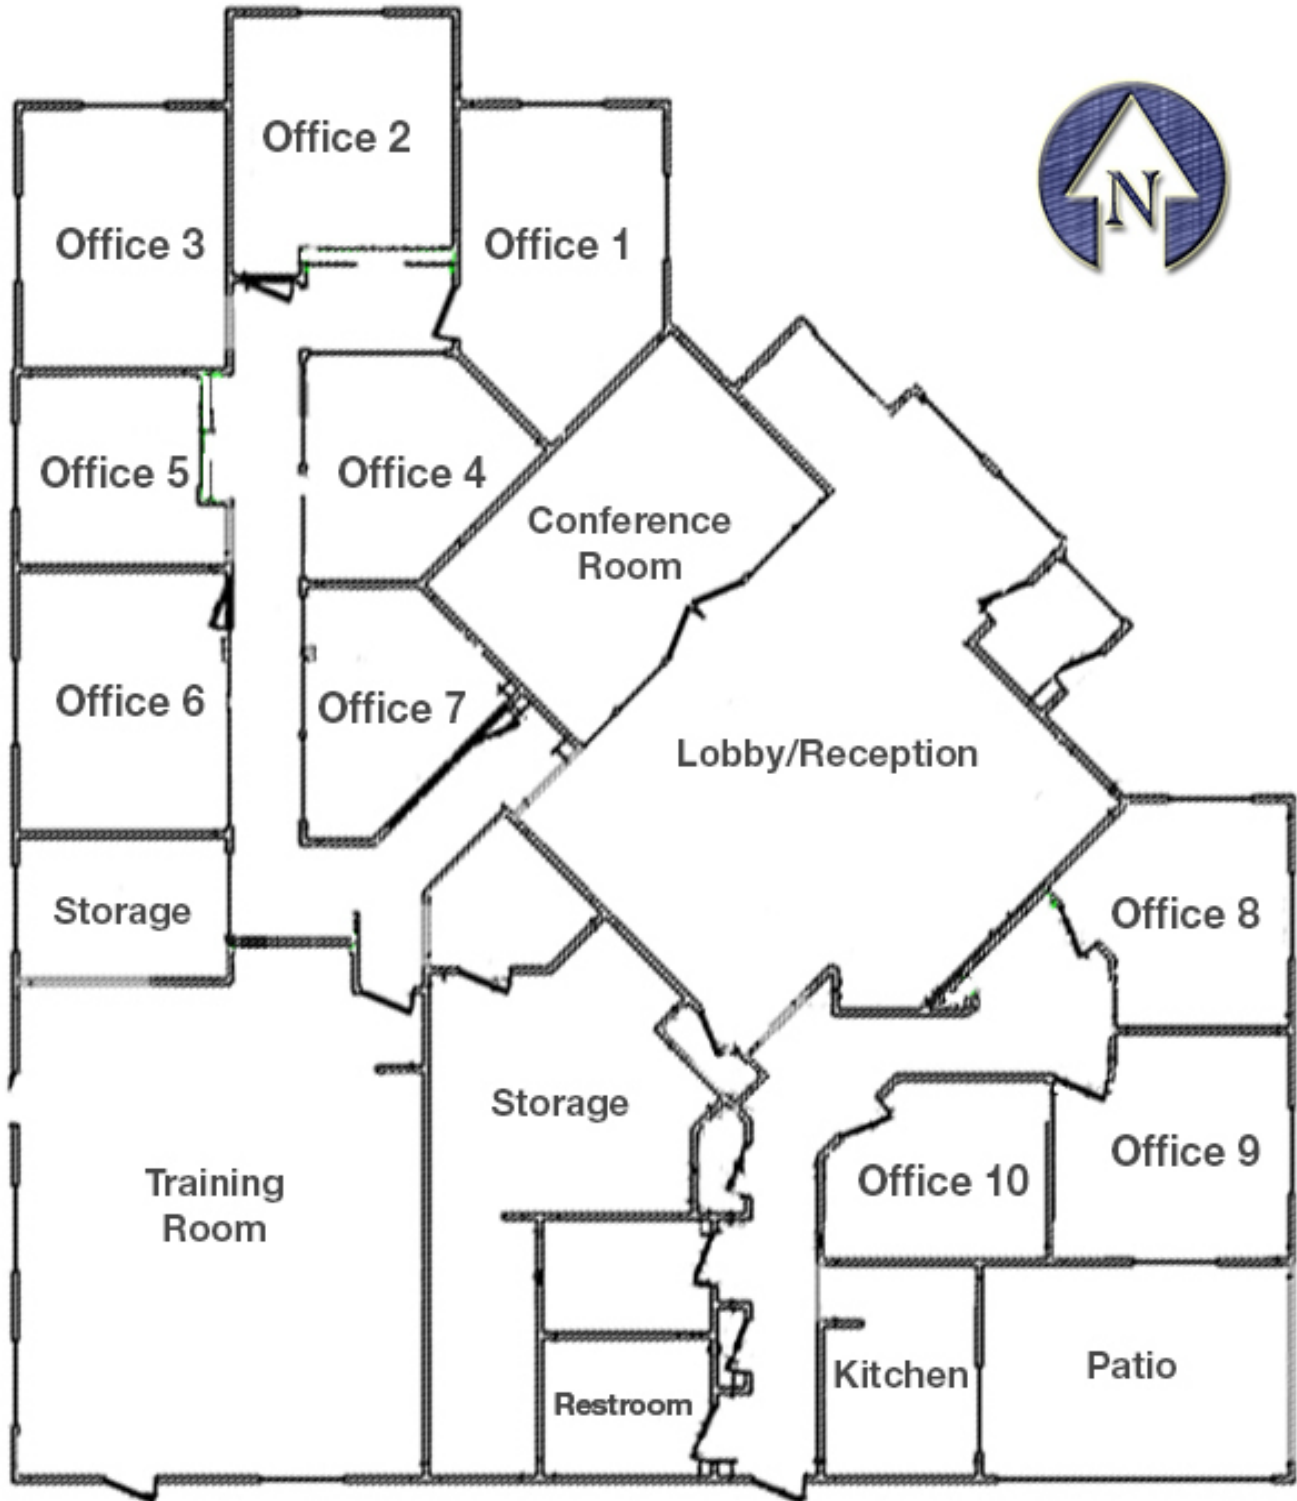 Office 2
N
Office 3
Office 1
Office 5
Office 4
Conference
Room
Office 6
Office 7
Lobby/Reception
Storage
Office 8
Storage
Office 9
Training
Room
Office 10
Kitchen
Patio
Restroom